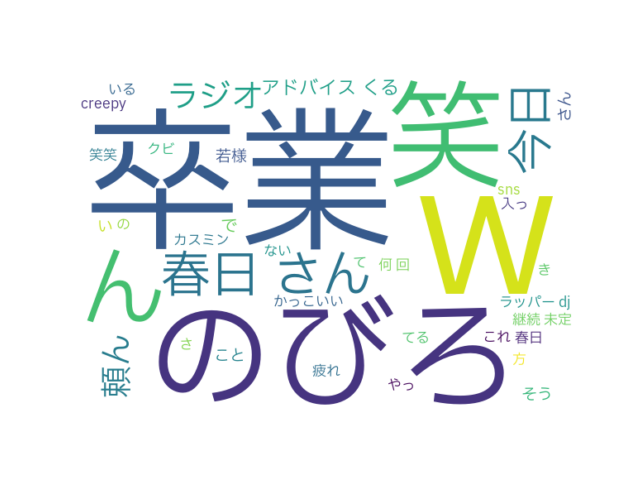 いる
creepy
ラジオ
アドバイス くる
笑
今日
さん
卒業
笑笑
クビ
若様
sns
入っ
w
い の
で
カスミン
ん
春日 さん
ない
て
何 回
き
かっこいい
ラッパー dj
継続 未定
のびろ
さ
こと
てる
これ 春日
頼ん
疲れ
方
やっ
そう